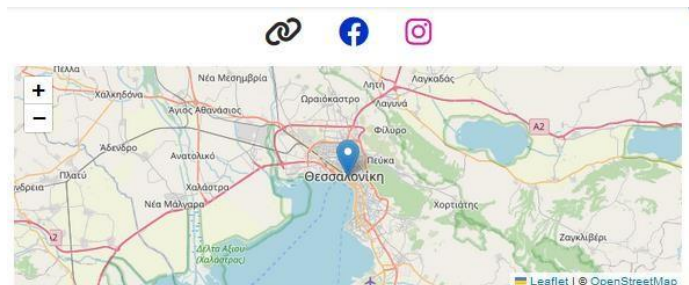 Πέλλα
Νέα Μεσημβρία
Λητή
Λαγκαδάς
+
Χαλκηδόνα
Ωραιόκαστρο
Λαγυνά
Άγιος Αθανάσιος
−
A2
Φίλυρο
Άδενδρο
Ανατολικό
Πεύκα
Πλατύ
Θεσσαλονίκη
Χαλάστρα
Νέα Μάλγαρα
Χορτιάτης
A2
Ζαγκλιβέρι
Δέλτα Αξιού
(Χαλάστρας)
Leaflet | © OpenStreetMap